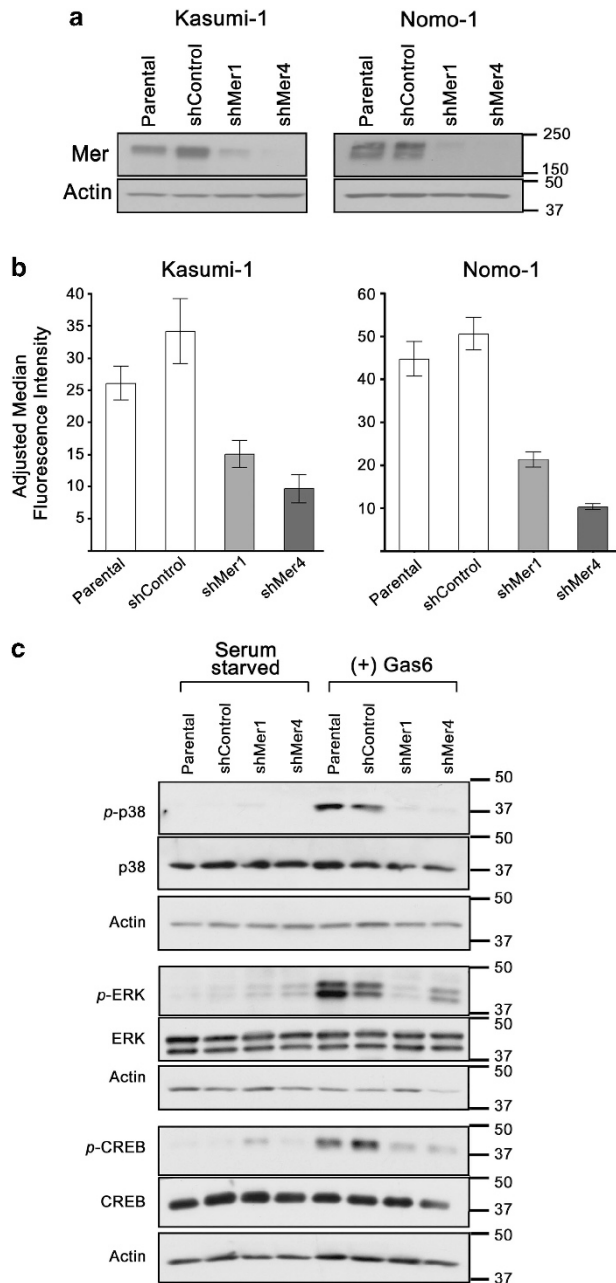 a
Kasumi-1 Nomo-1
Parental shControl shMer1 shMer4 Parental shControl shMer1 shMer4
Mer 250
150
Actin 50
37
b
Kasumi-1 Nomo-1
Adjusted Median
Fluorescence Intensity
40
35
30
25
20
15
10
5
Parental shControl shMer1 shMer4
60
50
40
30
20
10
Parental shControl shMer1 shMer4
c
Serum
starved
(+) Gas6
Parental shControl shMer1 shMer4 Parental shControl shMer1 shMer4
50
p-p38 37
50
p38 37
50
Actin
37
50
p-ERK
37
50
ERK
37
50
Actin
37
50
p-CREB 37
50
CREB 37
50
Actin
37